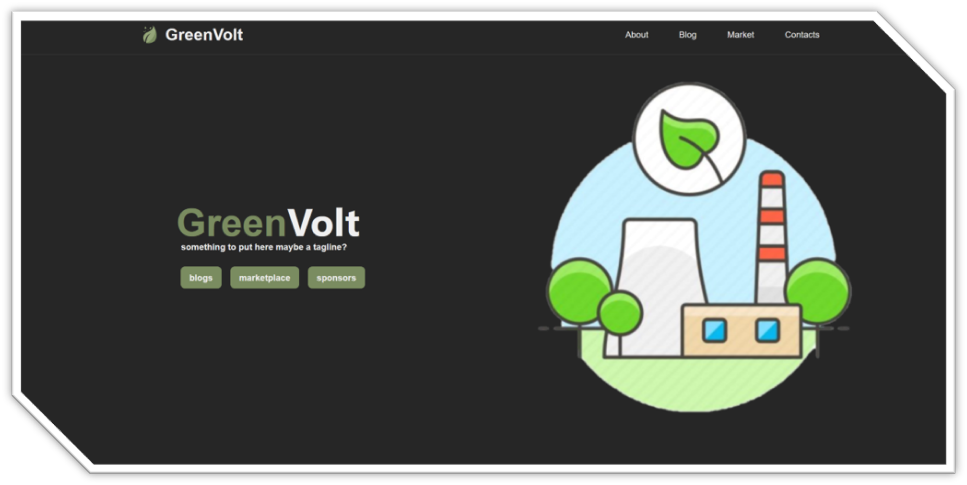 GreenVolt
About Blog Market Contacts
GreenVolt
something to put here maybe a tagline?
blogs marketplace sponsors